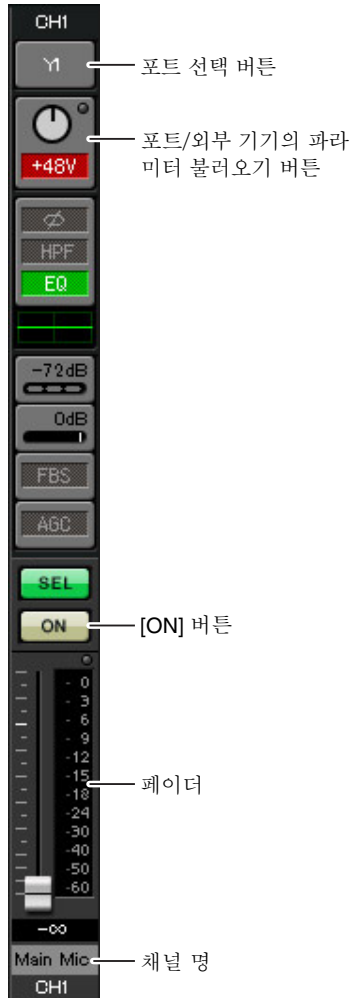 CH1
Y1
포트 선택 버튼
포트/외부 기기의 파라
미터 불러오기 버튼
+48V
HPF
EQ
-72dB
0dB
FBS
AGC
SEL
ON
[ON] 버튼
- 0
- 3
- 6
- 9
-12
-15
-18
-24
-30
-40
-50
-60
페이더
-∞
Main Mic
채널 명
CH1